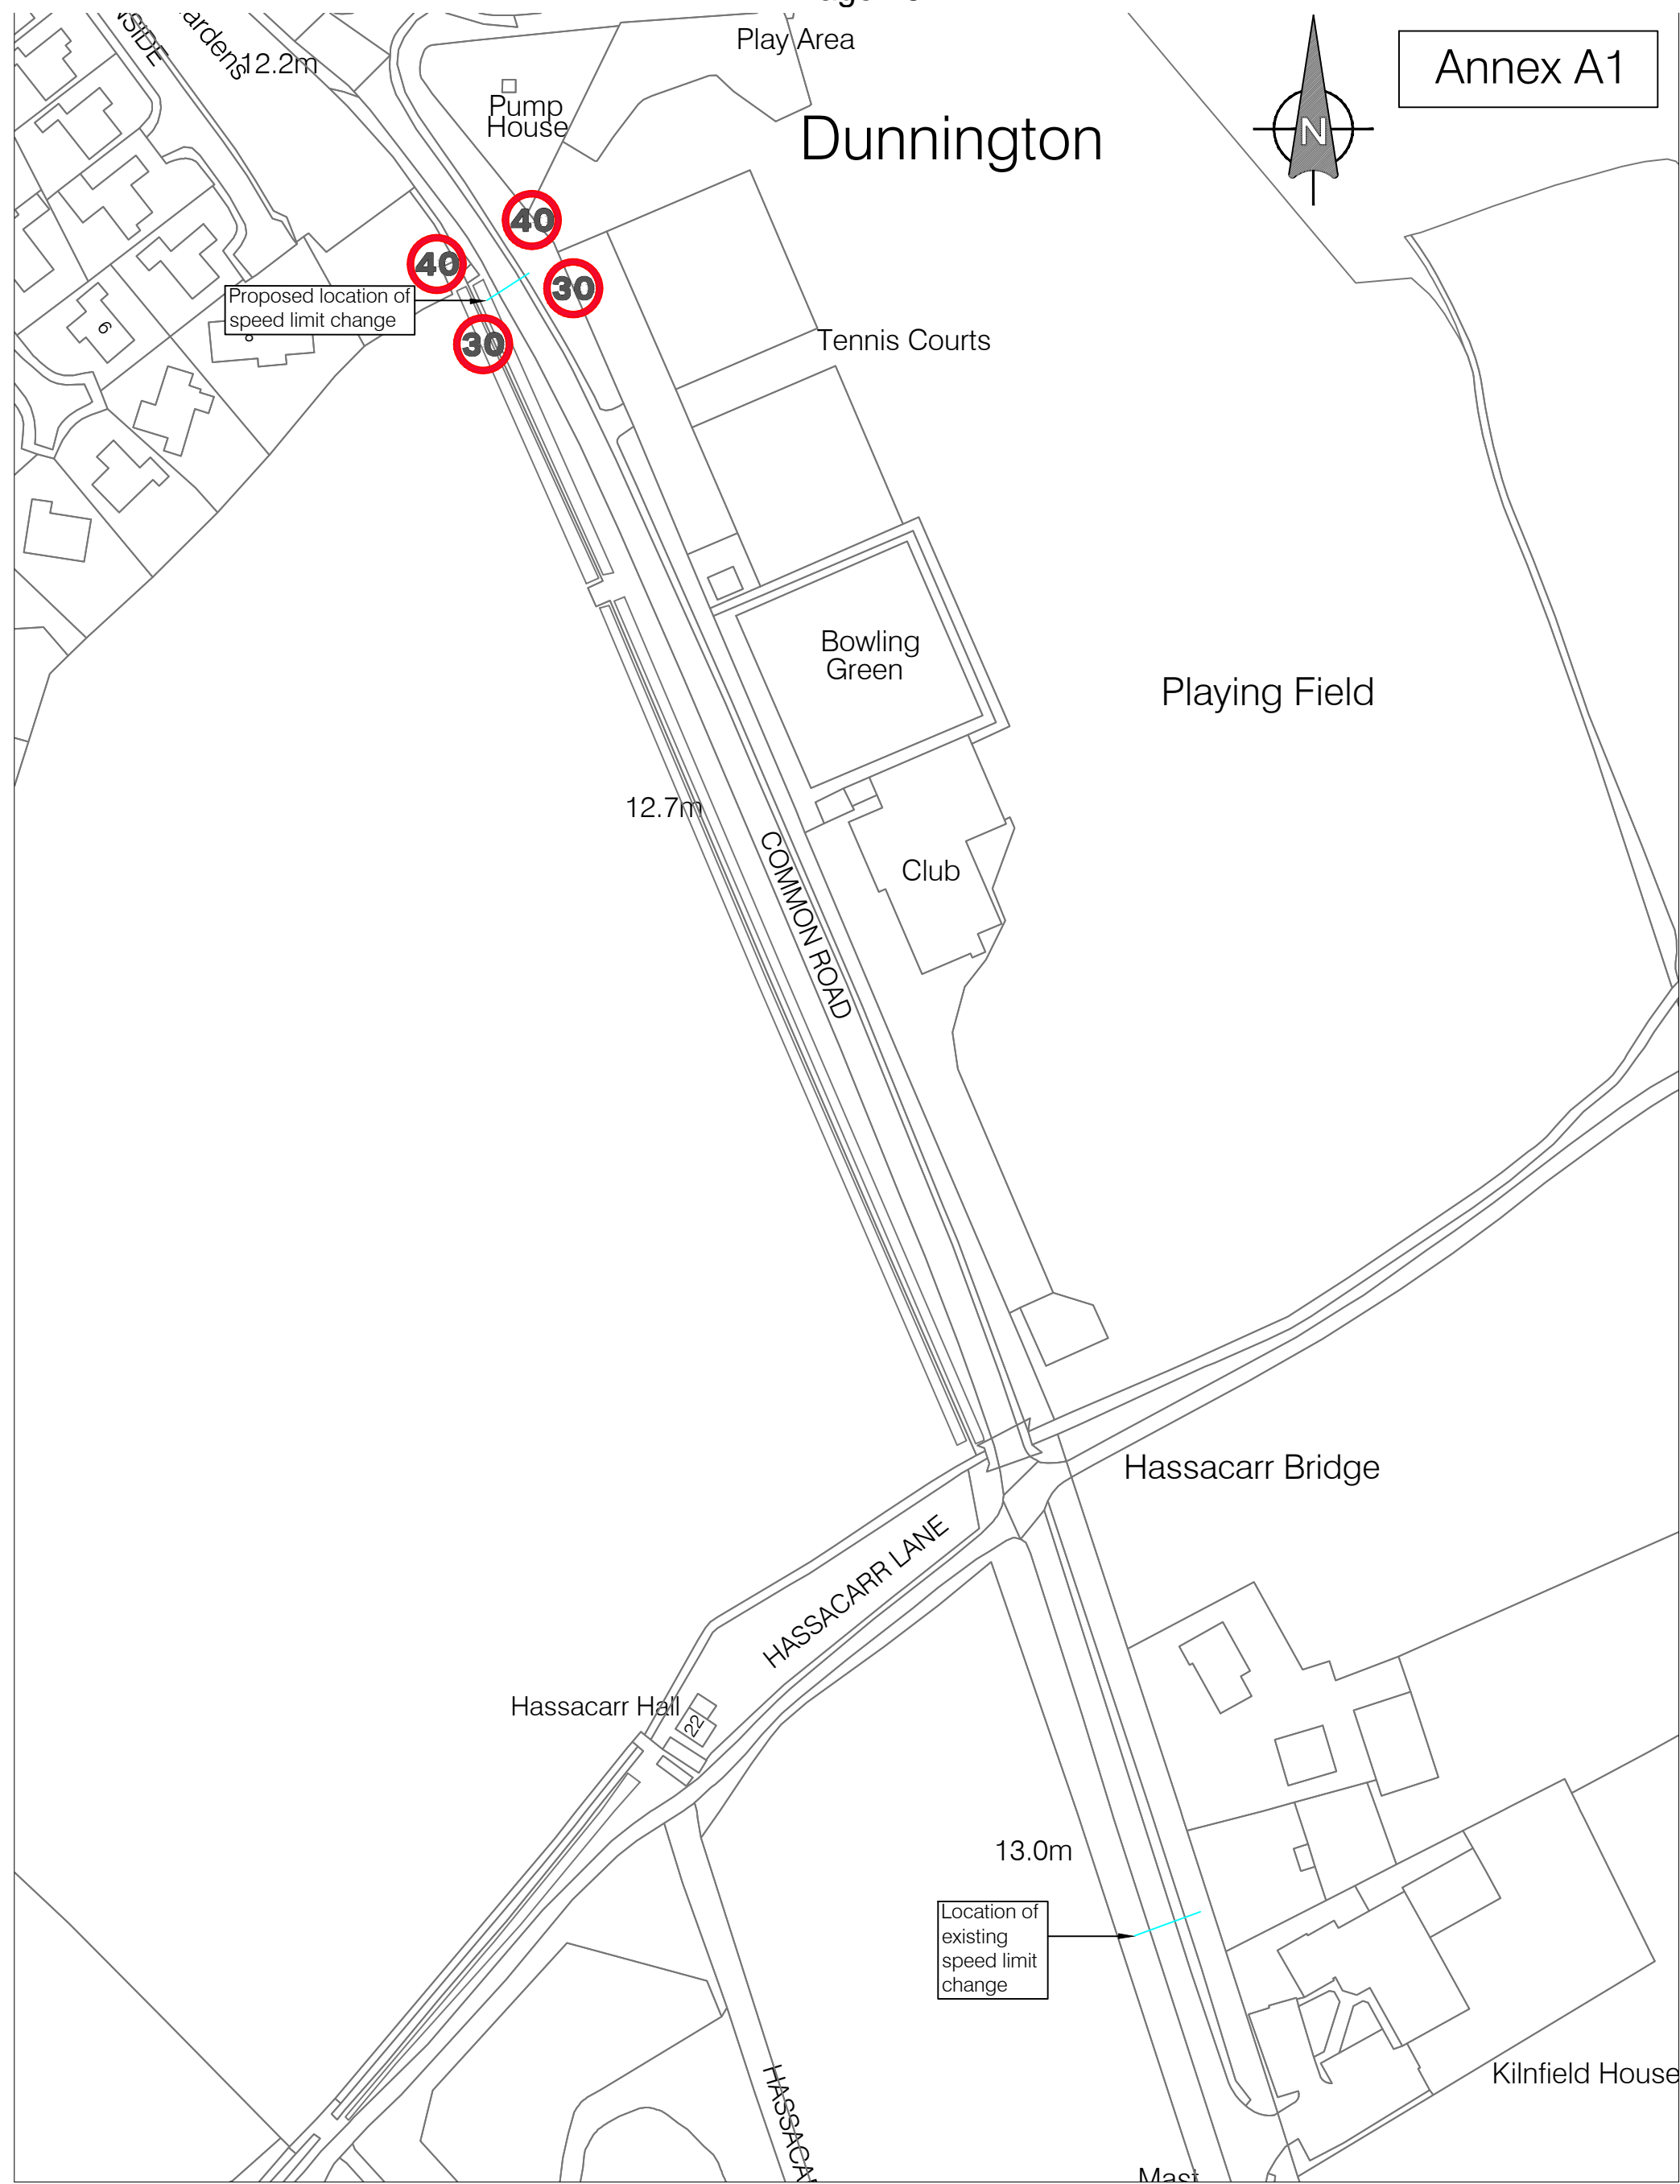 Annex A1
Play Area
12.2m
Pump
House
Dunnington
N
40
40
30
30
Proposed location of
speed limit change
6
Tennis Courts
Bowling
Green
Playing Field
12.7m
COMMON ROAD
Club
Hassacarr Bridge
HASSACARR LANE
Hassacarr Hall
22
13.0m
Location of
existing
speed limit
change
Kilnfield House
Mast